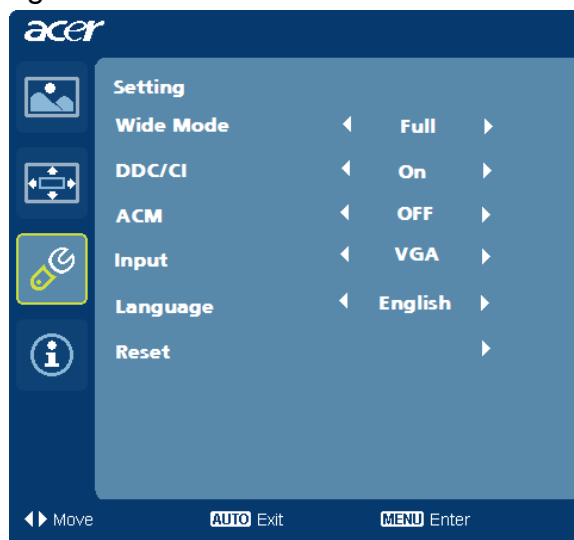 acer
Setting
Wide Mode Full
DDC/CI On
ACM OFF
Input VGA
Language English
Reset
Move AUTO Exit MENU Enter